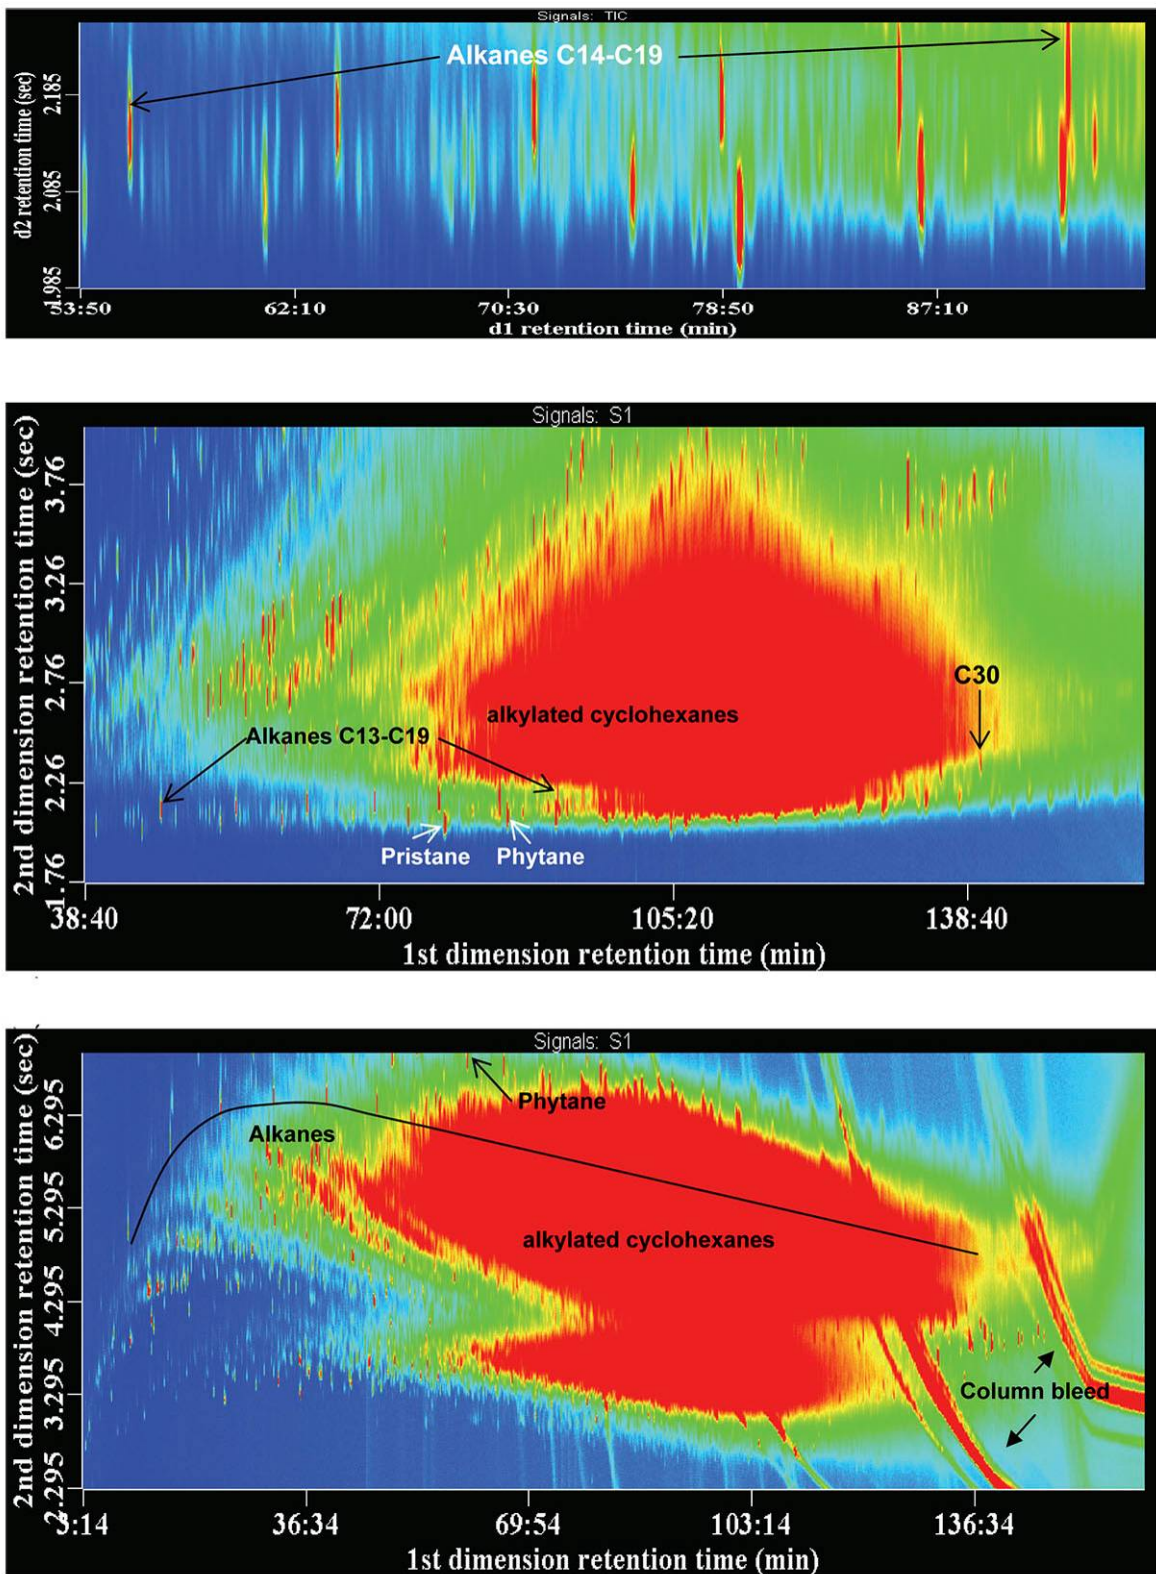 Signals: TIC
Alkanes C14-C19
d2 retention time (sec)
2.185
2.085
1.985
53:50 62:10 70:30 78:50 87:10
d1 retention time (min)
Signals: S1
2nd dimension retention time (sec)
3.76
3.26
2.76
2.26
1.76
C30
alkylated cyclohexanes
Alkanes C13-C19
Pristane Phytane
38:40 72:00 105:20 138:40
1st dimension retention time (min)
Signals: S1
2nd dimension retention time (sec)
6.295
5.295
4.295
3.295
2.295
Phytane
Alkanes
alkylated cyclohexanes
Column bleed
3:14 36:34 69:54 103:14 136:34
1st dimension retention time (min)